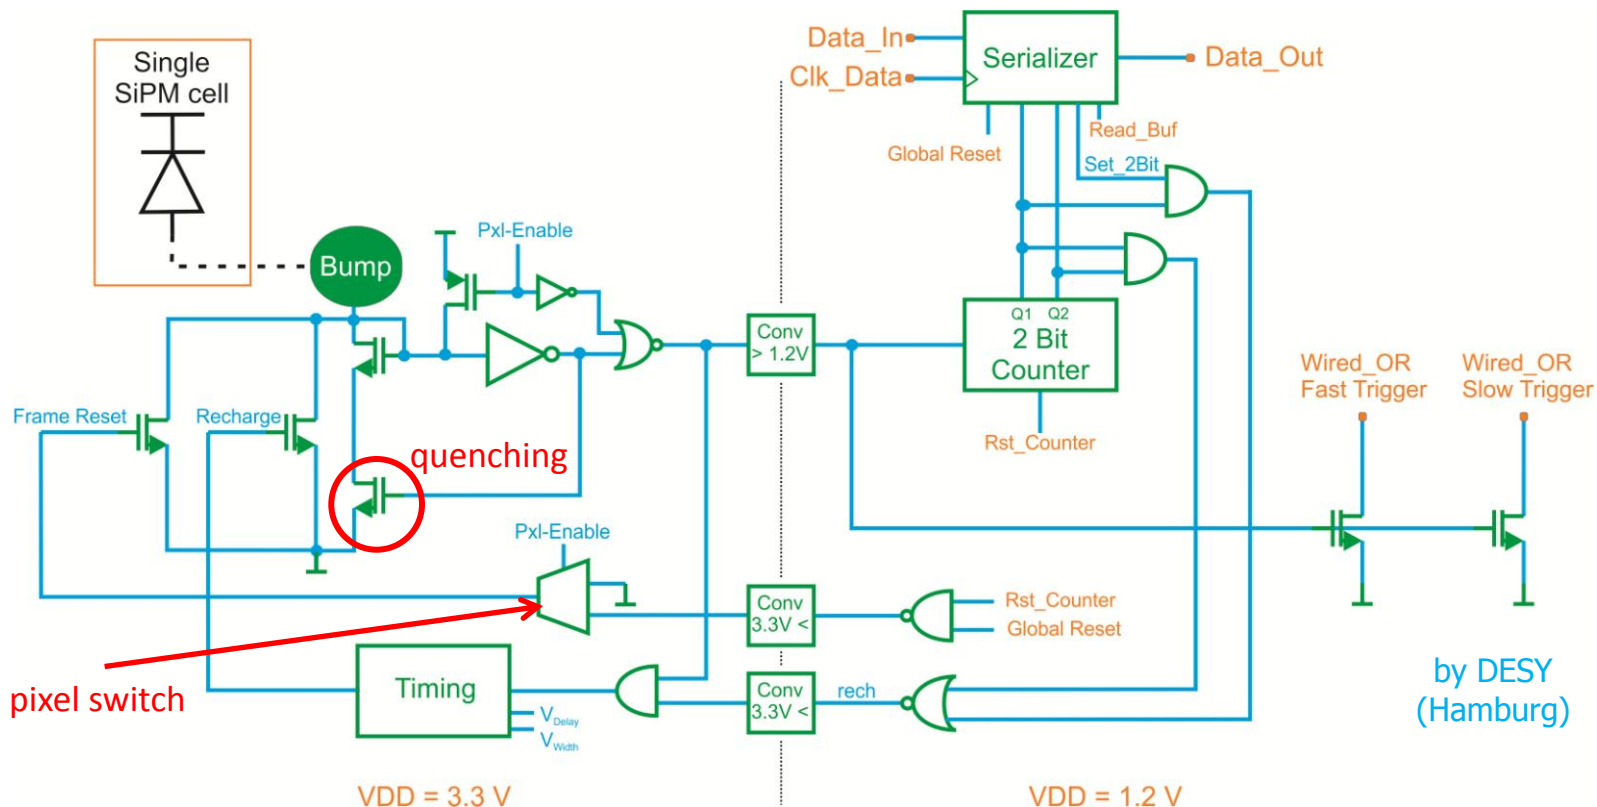 Single
SiPM cell
Bump
Data_In
Clk_Data
Serializer
Data_Out
Global Reset
Read_Buf
Set_2Bit
Pxl-Enable
Conv
> 1.2V
Q1 Q2
2 Bit
Counter
Rst_Counter
Wired_OR
Fast Trigger
Wired_OR
Slow Trigger
Frame Reset
Recharge
quenching
Pxl-Enable
Conv
3.3V <
Rst_Counter
Global Reset
pixel switch
Timing
VDelay
VWidth
Conv
3.3V <
rech
by DESY
(Hamburg)
VDD = 3.3 V
VDD = 1.2 V